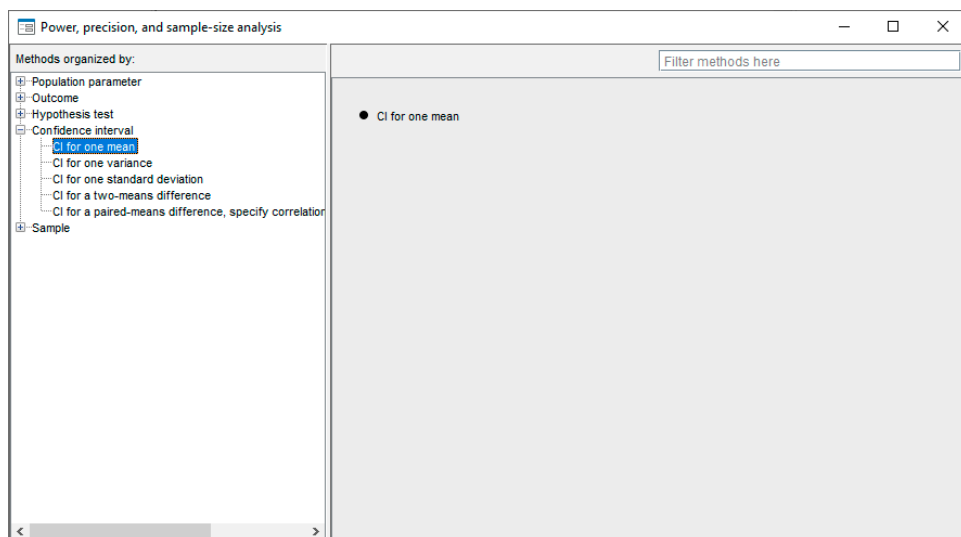 Power, precision, and sample-size analysis
Methods organized by:
Filter methods here
Population parameter
Outcome
Hypothesis test
Confidence interval
CI for one mean
CI for one variance
CI for one standard deviation
CI for a two-means difference
CI for a paired-means difference, specify correlation
Sample
CI for one mean